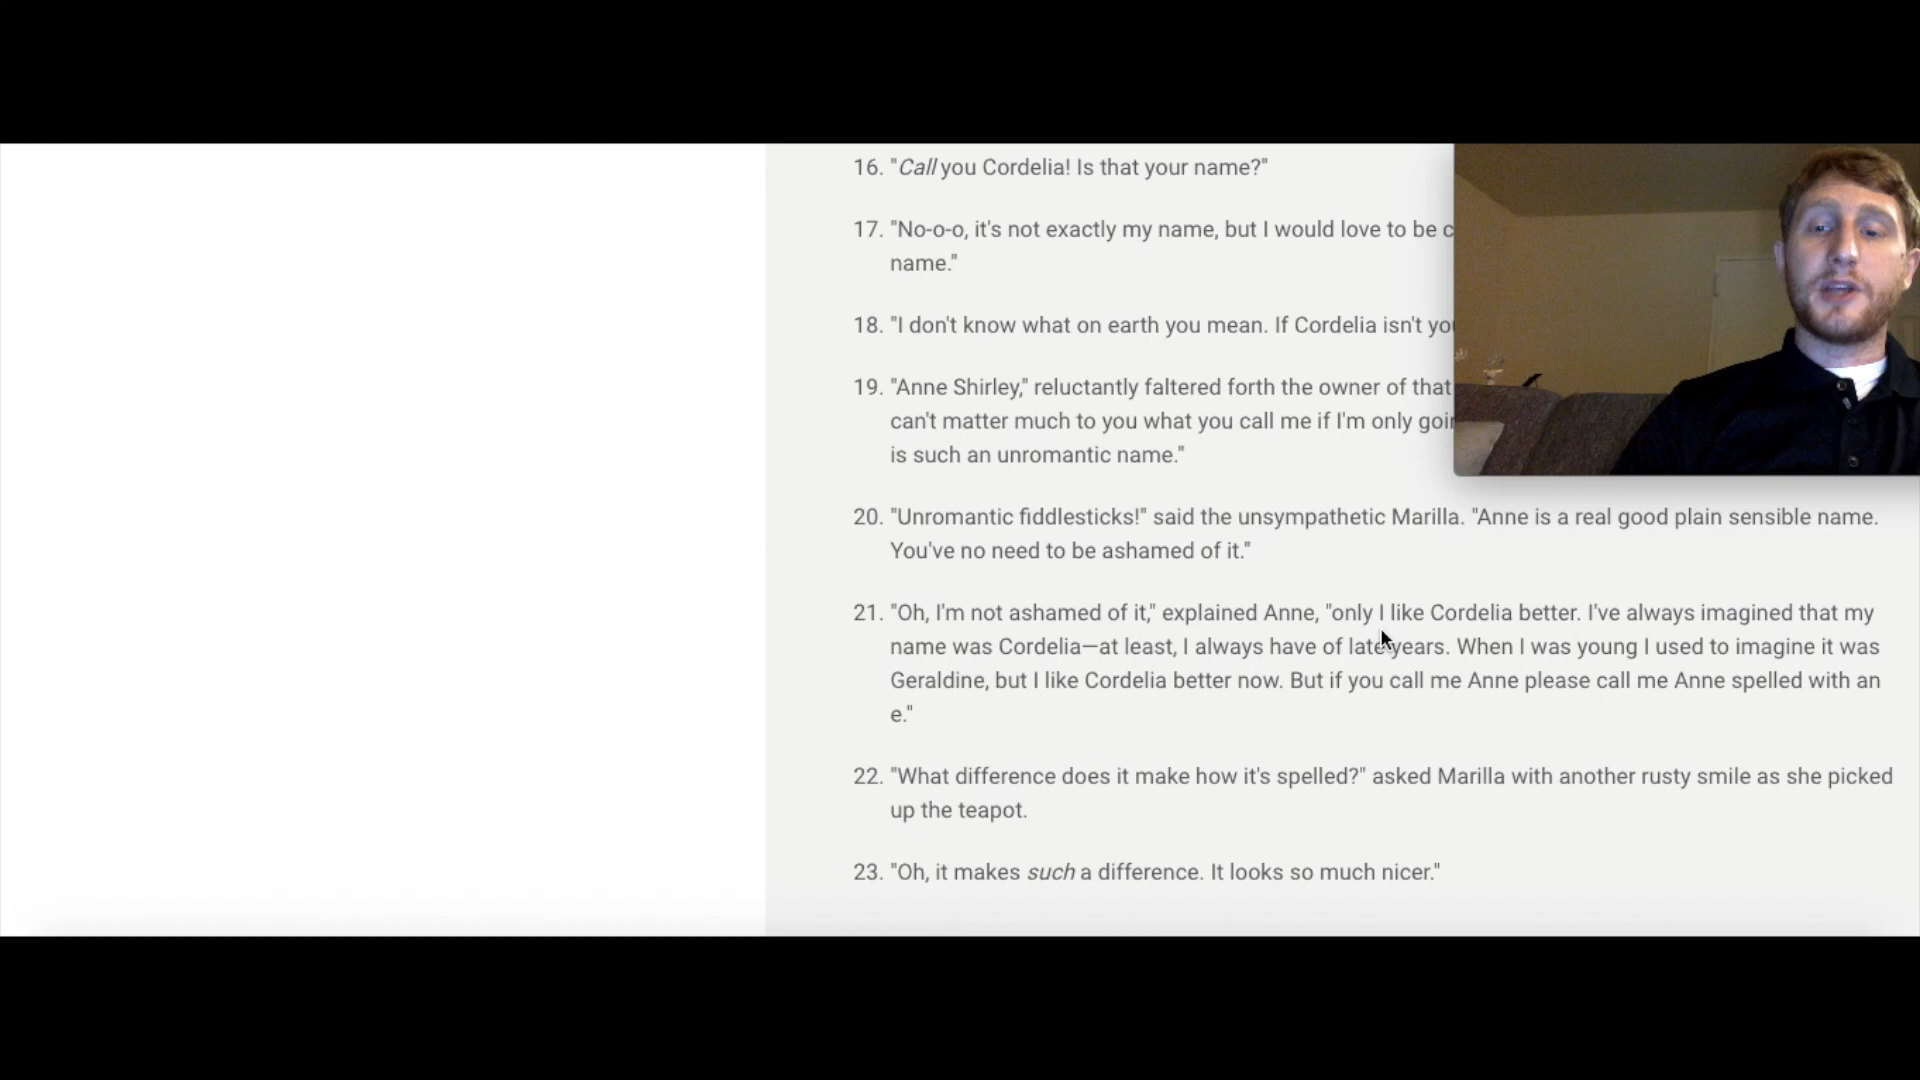 16. "Call you Cordelia! Is that your name?"
17. "No-o-o, it's not exactly my name, but I would love to be
name."
18. "I don't know what on earth you mean. If Cordelia isn't
19. "Anne Shirley," reluctantly faltered forth the owner of that
can't matter much to you what you call me if I'm only
is such an unromantic name."
20. "Unromantic fiddlesticks!" said the unsympathetic Marilla. "Anne is a real good plain sensible name.
You've no need to be ashamed of it."
21. "Oh, I'm not ashamed of it," explained Anne, "only I like Cordelia better. I've always imagined that my
name was Cordelia—at least, I always have of late years. When I was young I used to imagine it was
Geraldine, but I like Cordelia better now. But if you call me Anne please call me Anne spelled with an
e."
22. "What difference does it make how it's spelled?" asked Marilla with another rusty smile as she picked
up the teapot.
23. "Oh, it makes such a difference. It looks so much nicer."